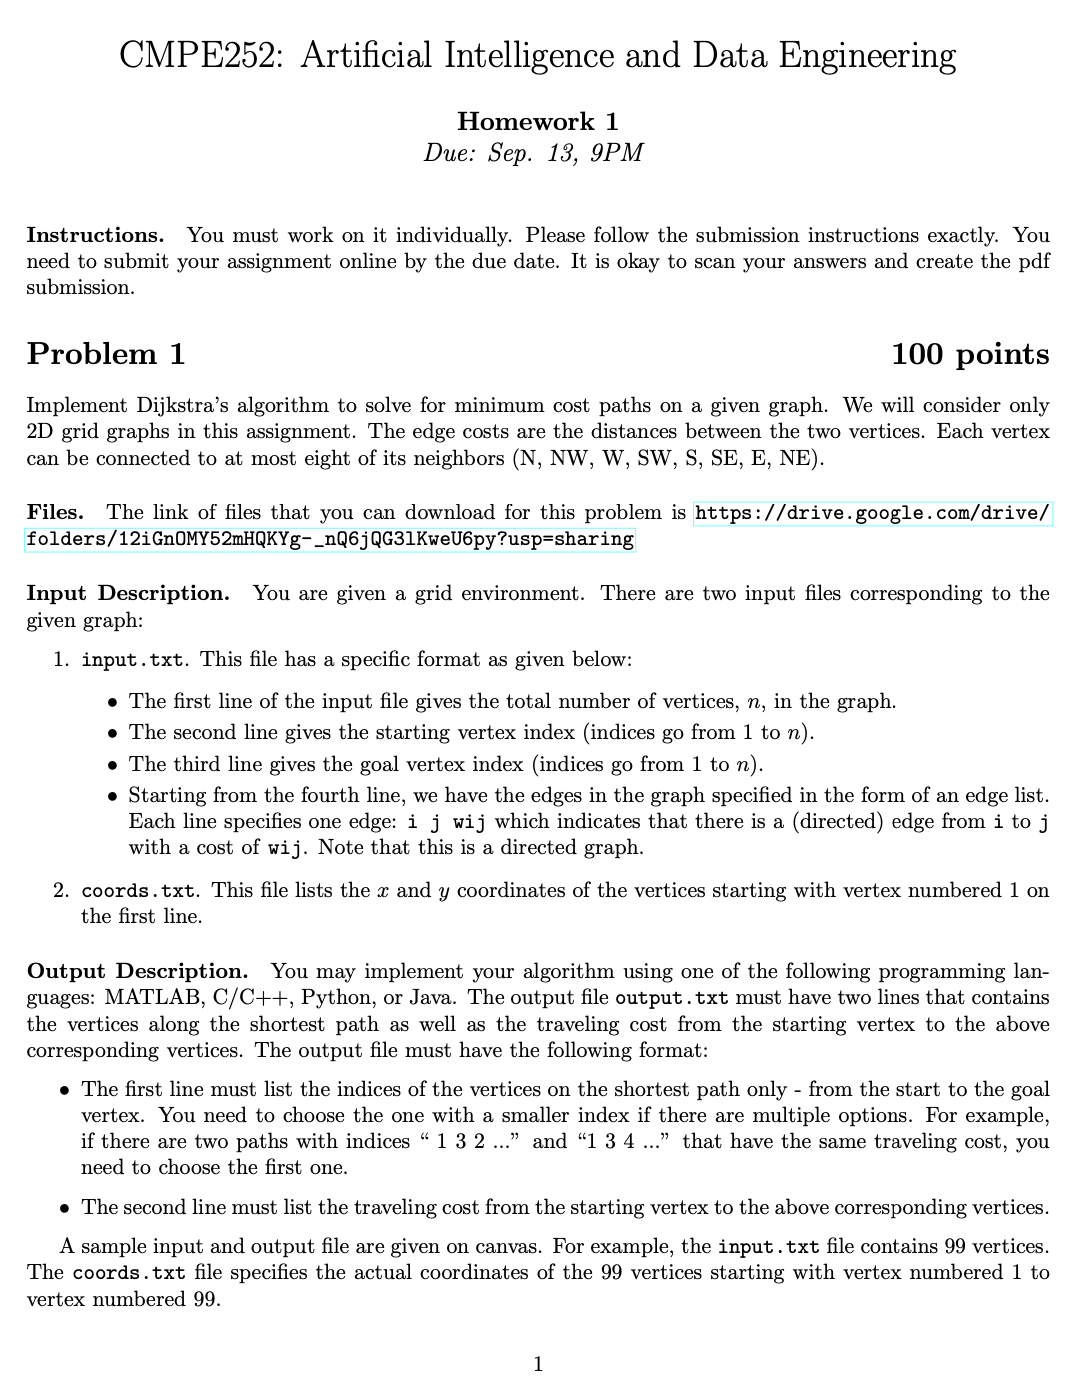 CMPE252: Artificial Intelligence and Data Engineering
Homework 1
Due: Sep. 13, 9PM
Instructions. You must work on it individually. Please follow the submission instructions exactly. You
need to submit your assignment online by the due date. It is okay to scan your answers and create the pdf
submission.
Problem 1 100 points
Implement Dijkstra's algorithm to solve for minimum cost paths on a given graph. We will consider only
2D grid graphs in this assignment. The edge costs are the distances between the two vertices. Each vertex
can be connected to at most eight of its neighbors (N, NW, W, SW, S, SE, E, NE).
Files. The link of files that you can download for this problem is https://drive.google.com/drive/
folders/12iGnOMY52mHQKYg-_nQ6jQG3lKweU6py?usp=sharing
Input Description. You are given a grid environment. There are two input files corresponding to the
given graph:
1. input.txt. This file has a specific format as given below:
• The first line of the input file gives the total number of vertices, n, in the graph.
• The second line gives the starting vertex index (indices go from 1 to n).
• The third line gives the goal vertex index (indices go from 1 to n).
• Starting from the fourth line, we have the edges in the graph specified in the form of an edge list.
Each line specifies one edge: i j wij which indicates that there is a (directed) edge from i to j
with a cost of wij. Note that this is a directed graph.
2. coords.txt. This file lists the x and y coordinates of the vertices starting with vertex numbered 1 on
the first line.
Output Description. You may implement your algorithm using one of the following programming lan-
guages: MATLAB, C/C++, Python, or Java. The output file output.txt must have two lines that contains
the vertices along the shortest path as well as the traveling cost from the starting vertex to the above
corresponding vertices. The output file must have the following format:
• The first line must list the indices of the vertices on the shortest path only - from the start to the goal
vertex. You need to choose the one with a smaller index if there are multiple options. For example,
if there are two paths with indices “ 1 3 2 ...” and “1 3 4 ...” that have the same traveling cost, you
need to choose the first one.
• The second line must list the traveling cost from the starting vertex to the above corresponding vertices.
A sample input and output file are given on canvas. For example, the input.txt file contains 99 vertices.
The coords.txt file specifies the actual coordinates of the 99 vertices starting with vertex numbered 1 to
vertex numbered 99.
1